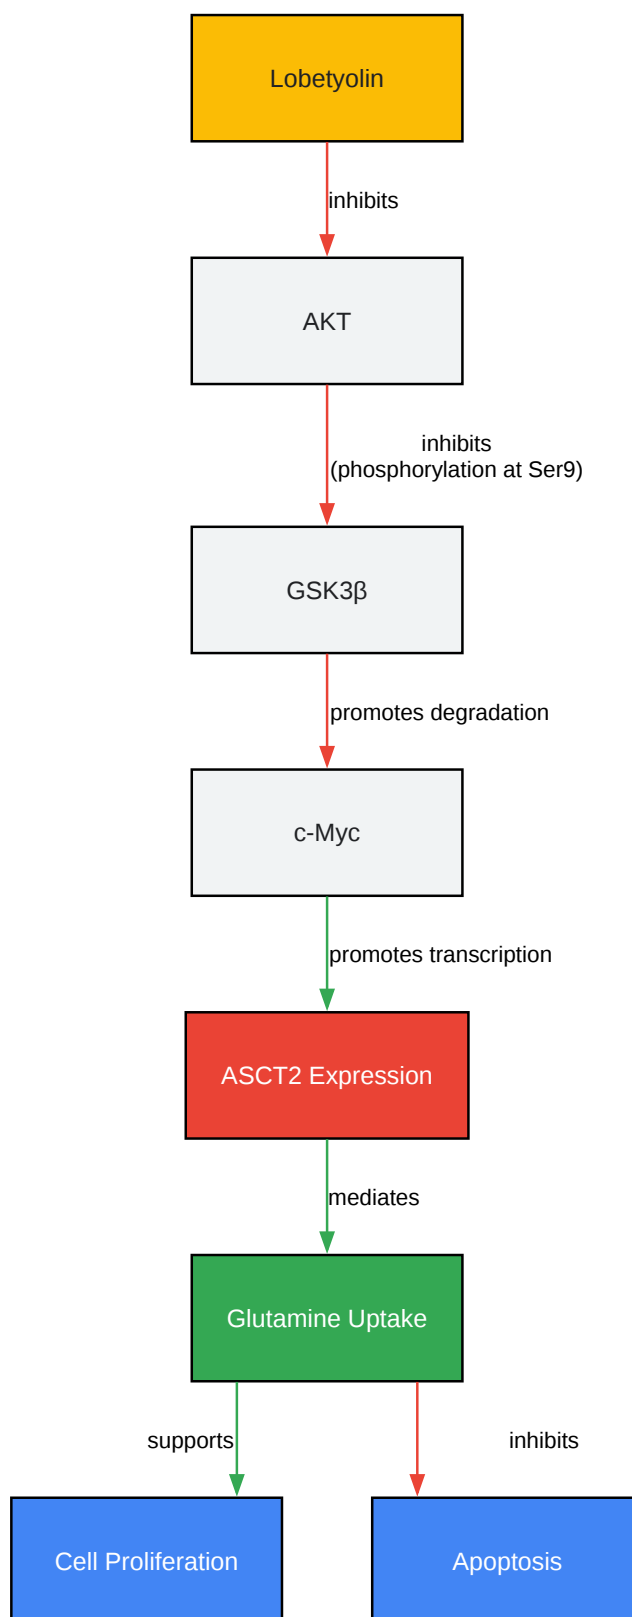 Lobetyolin
inhibits
AKT
inhibits
(phosphorylation at Ser9)
GSK3β
promotes degradation
c-Myc
promotes transcription
ASCT2 Expression
mediates
Glutamine Uptake
supports
inhibits
Cell Proliferation
Apoptosis